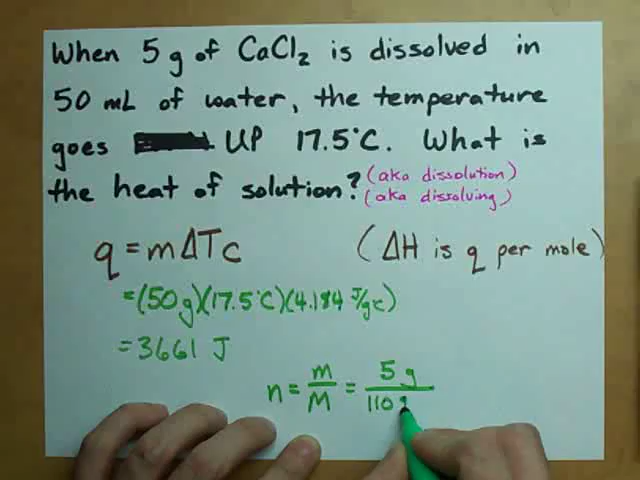 When 5 g of CaCl₂ is dissolved in
50 mL of water, the temperature
goes UP 17.5°C. What is
the heat of solution? (aka dissolution)
(aka dissolving)
q = mΔTc (ΔH is q per mole)
= (50 g)(17.5°C)(4.184 J/g°C)
= 3661 J
n = m/M = 5 g/110 g